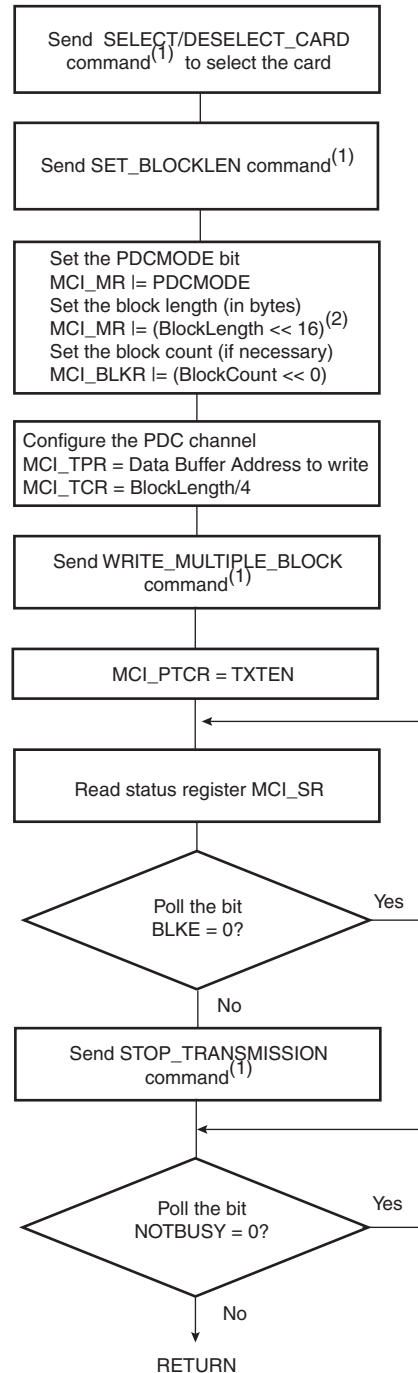 Send SELECT/DESELECT_CARD
command(1) to select the card
Send SET_BLOCKLEN command(1)
Set the PDCMODE bit
MCI_MR |= PDCMODE
Set the block length (in bytes)
MCI_MR |= (BlockLength << 16)(2)
Set the block count (if necessary)
MCI_BLKR |= (BlockCount << 0)
Configure the PDC channel
MCI_TPR = Data Buffer Address to write
MCI_TCR = BlockLength/4
Send WRITE_MULTIPLE_BLOCK
command(1)
MCI_PTCR = TXTEN
Read status register MCI_SR
Poll the bit
BLKE = 0?
Yes
No
Send STOP_TRANSMISSION
command(1)
Poll the bit
NOTBUSY = 0?
Yes
No
RETURN